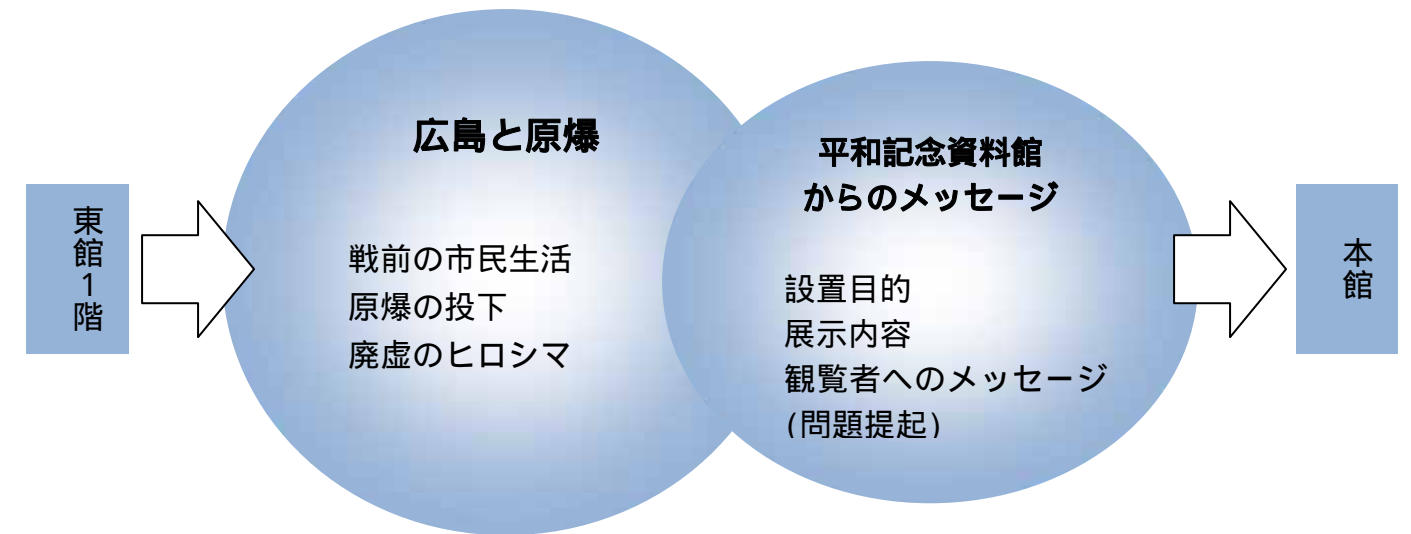 東館1階
広島と原爆
戦前の市民生活
原爆の投下
廃虚のヒロシマ
平和記念資料館
からのメッセージ
設置目的
展示内容
観覧者へのメッセージ
(問題提起)
本館